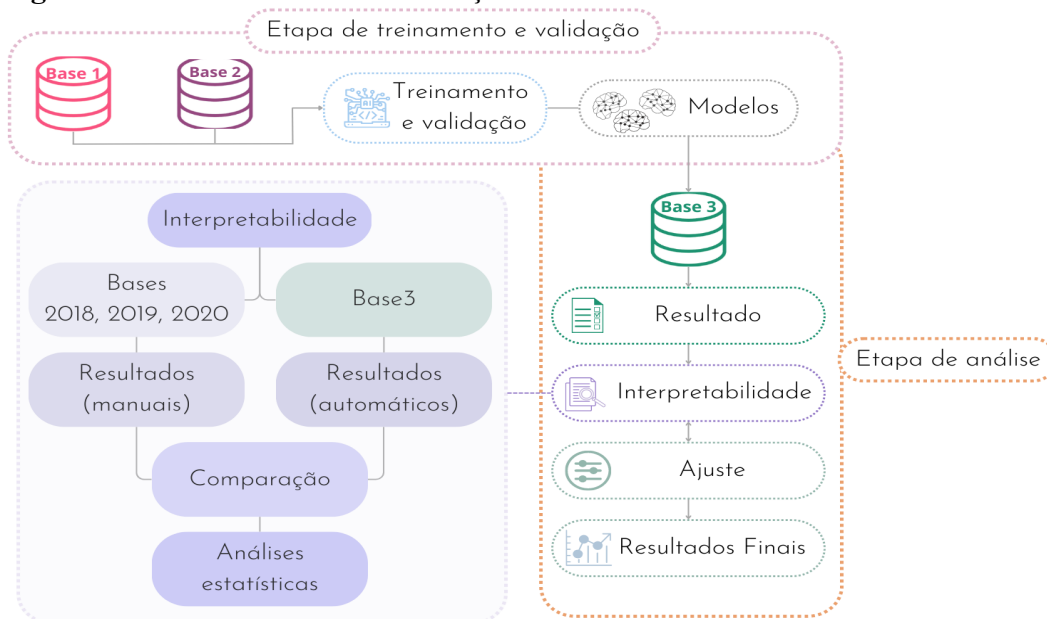 Etapa de treinamento e validação
Base 1
Base 2
Treinamento
e validação
Modelos
Base 3
Resultado
Interpretabilidade
Ajuste
Resultados Finais
Etapa de análise
Interpretabilidade
Bases
2018, 2019, 2020
Base3
Resultados
(manuais)
Resultados
(automáticos)
Comparação
Análises
estatísticas